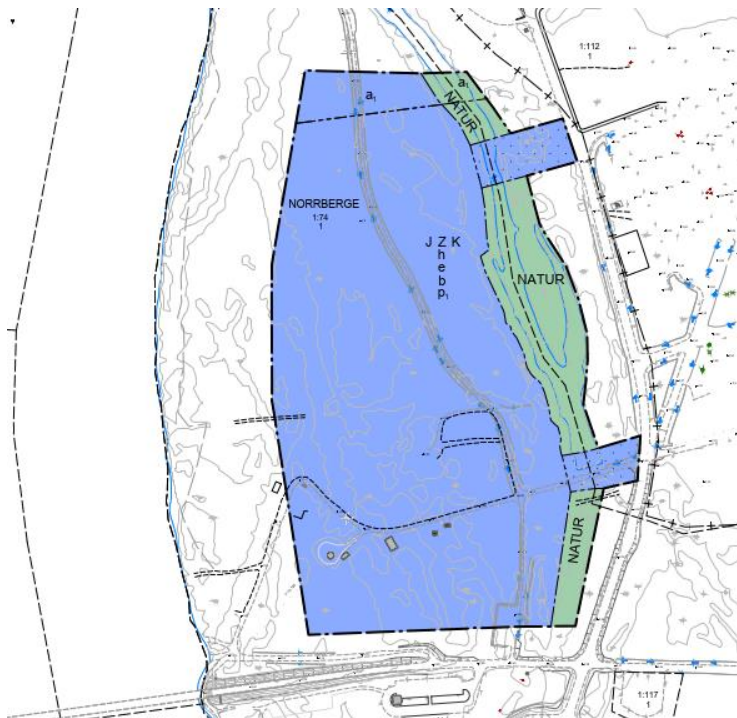 1:112
1
a₁
a₁
NATUR
NORRBERGE
1:74
1
J Z K
h
e
b
p₁
NATUR
NATUR
1:117
1